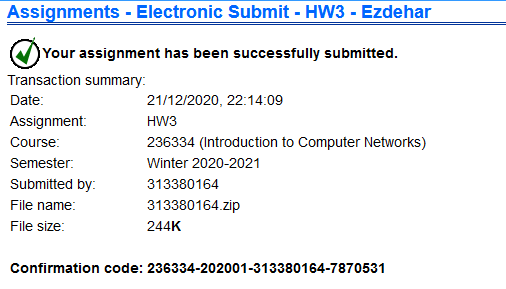 Assignments - Electronic Submit - HW3 - Ezdehar
Your assignment has been successfully submitted.
Transaction summary:
Date: 21/12/2020, 22:14:09
Assignment: HW3
Course: 236334 (Introduction to Computer Networks)
Semester: Winter 2020-2021
Submitted by: 313380164
File name: 313380164.zip
File size: 244K
Confirmation code: 236334-202001-313380164-7870531